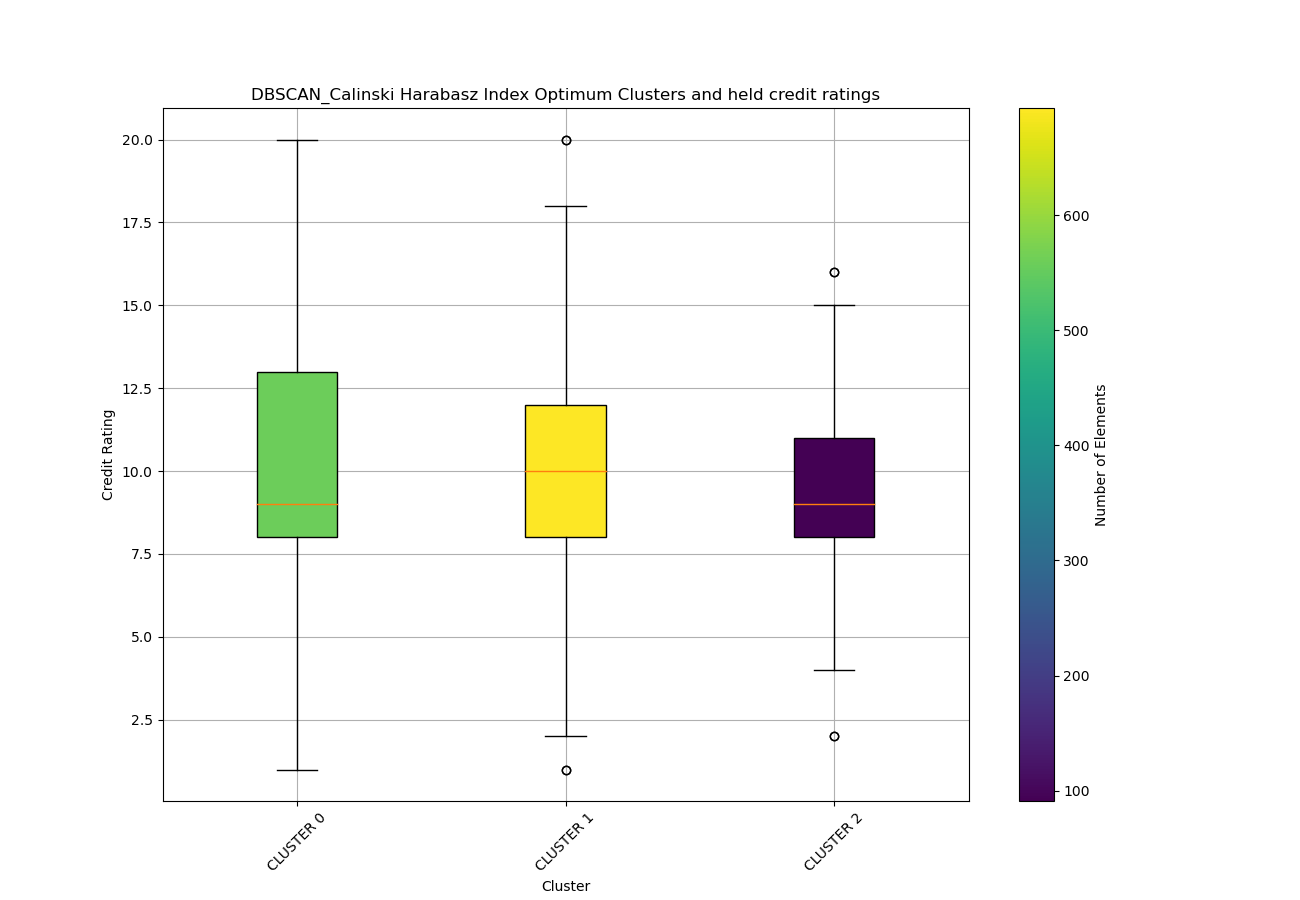 DBSCAN_Calinski Harabasz Index Optimum Clusters and held credit ratings
20.0
17.5
15.0
12.5
10.0
7.5
5.0
2.5
Credit Rating
CLUSTER 0
CLUSTER 1
CLUSTER 2
Cluster
600
500
400
300
200
100
Number of Elements